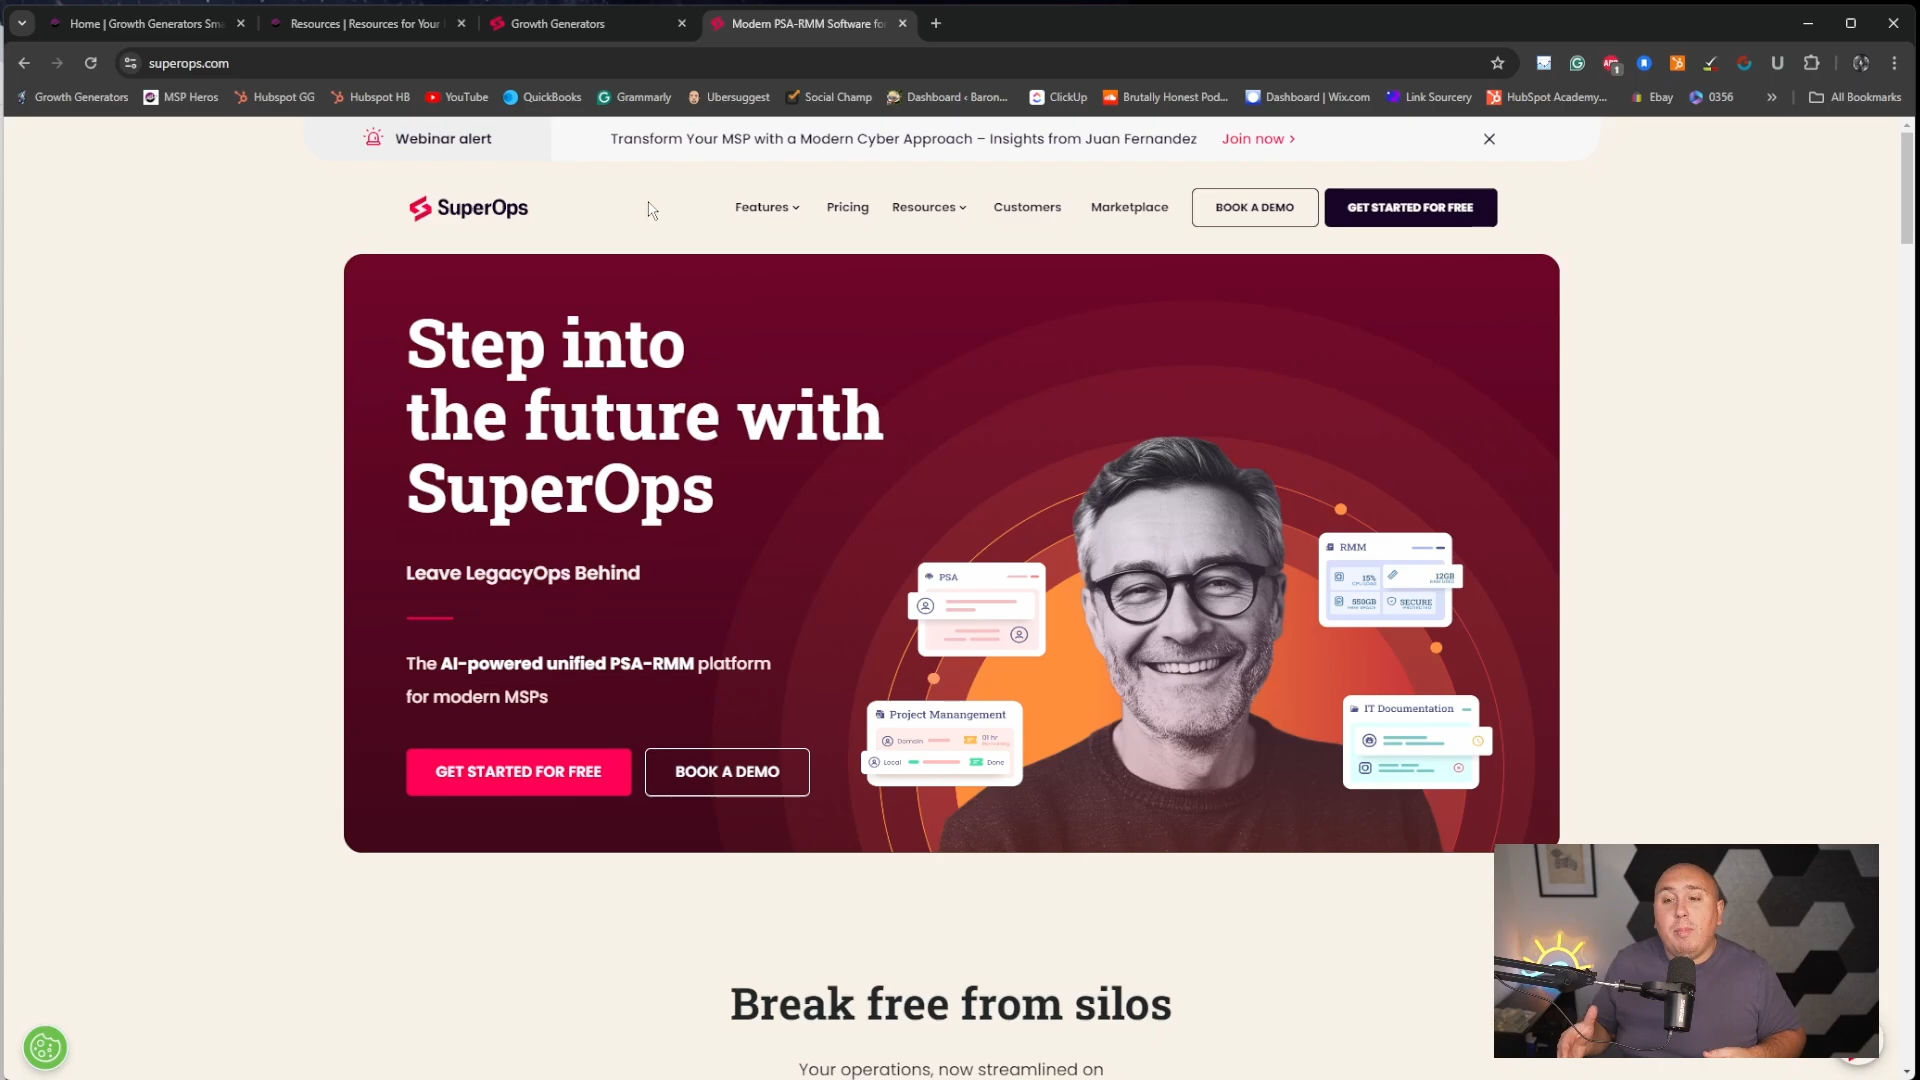 Home | Growth Generators Sma
Resources | Resources for Your
Growth Generators
Modern PSA-RMM Software fo
superops.com
Growth Generators
MSP Heros
Hubspot GG
Hubspot HB
YouTube
QuickBooks
Grammarly
Ubersuggest
Social Champ
Dashboard ‹ Baron...
ClickUp
Brutally Honest Pod...
Dashboard | Wix.com
Link Sourcery
HubSpot Academy...
Ebay
0356
All Bookmarks
Webinar alert
Transform Your MSP with a Modern Cyber Approach – Insights from Juan Fernandez
Join now >
SuperOps
Features
Pricing
Resources
Customers
Marketplace
BOOK A DEMO
GET STARTED FOR FREE
Step into
the future with
SuperOps
Leave LegacyOps Behind
The AI-powered unified PSA-RMM platform
for modern MSPs
GET STARTED FOR FREE
BOOK A DEMO
PSA
RMM
15%
12GB
550GB
SECURE
Project Manangement
Domain
01 hr
Local
Done
IT Documentation
Break free from silos
Your operations, now streamlined on